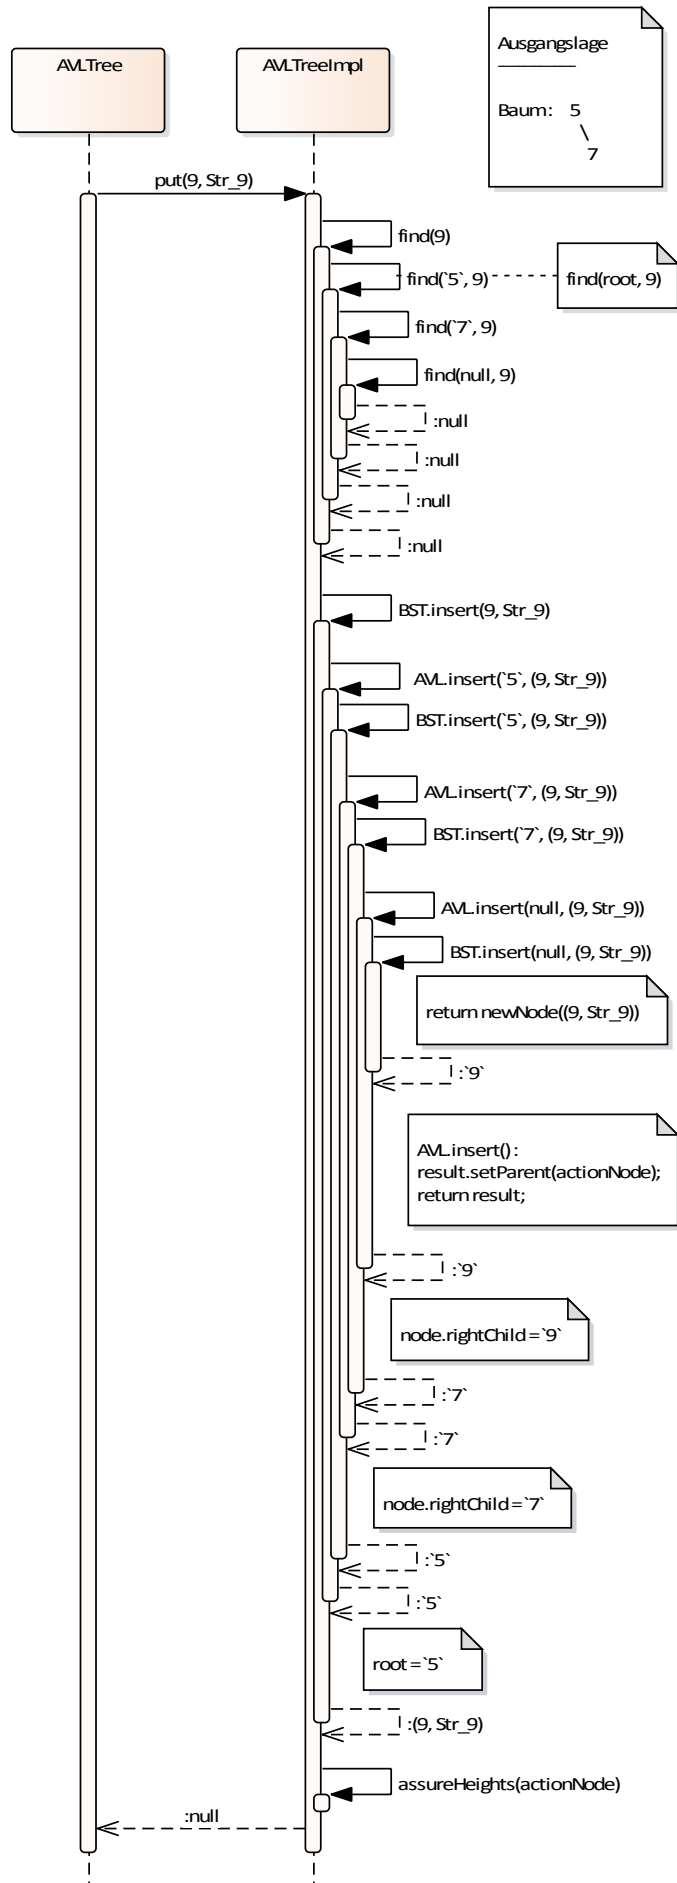 Ausgangslage
Baum: 5
\
7
AVLTree
AVLTreeImpl
put(9, Str_9)
find(9)
find(`5`, 9)
find(root, 9)
find(`7`, 9)
find(null, 9)
:null
:null
:null
:null
BST.insert(9, Str_9)
AVL.insert(`5`, (9, Str_9))
BST.insert(`5`, (9, Str_9))
AVL.insert(`7`, (9, Str_9))
BST.insert(`7`, (9, Str_9))
AVL.insert(null, (9, Str_9))
BST.insert(null, (9, Str_9))
return newNode((9, Str_9))
:`9`
AVL.insert() :
result.setParent(actionNode);
return result;
:`9`
node.rightChild = `9`
:`7`
:`7`
node.rightChild = `7`
:`5`
:`5`
root = `5`
:(9, Str_9)
assureHeights(actionNode)
:null